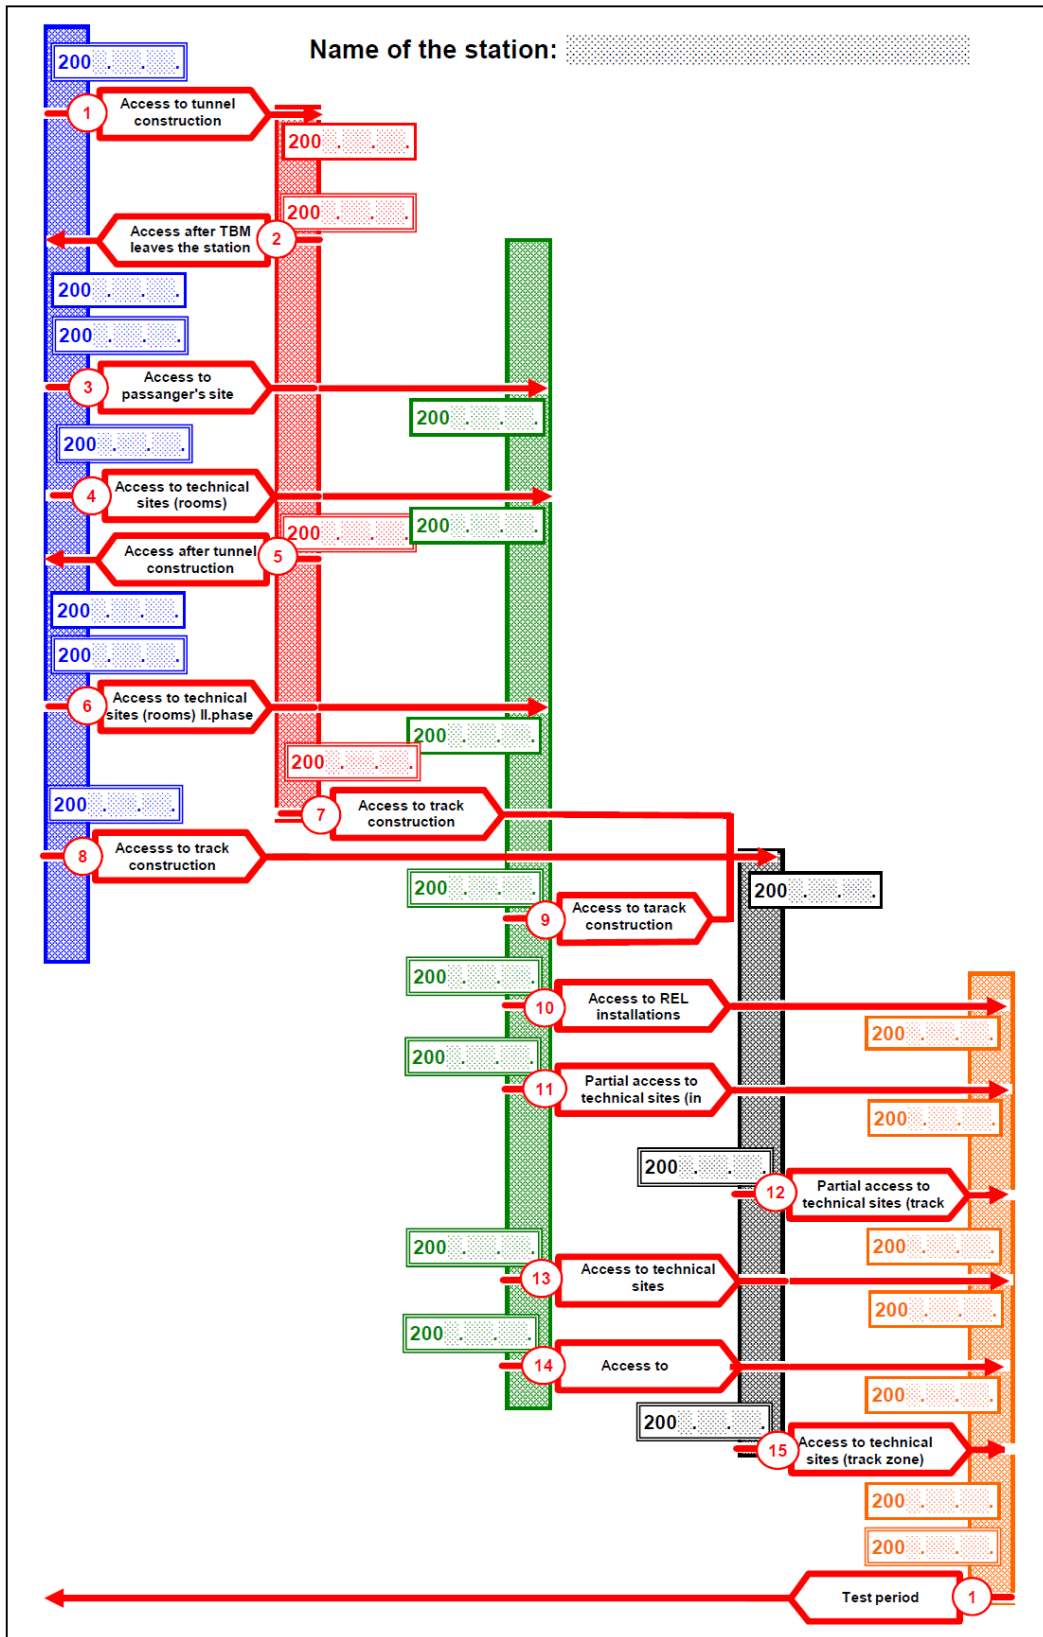 Name of the station:
200 . . .
1
Access to tunnel
construction
200 . . .
200 . . .
Access after TBM
leaves the station
2
200 . . .
200 . . .
3
Access to
passanger's site
200 . . .
200 . . .
4
Access to technical
sites (rooms)
200 . . .
200 . . .
Access after tunnel
construction
5
200 . . .
200 . . .
6
Access to technical
sites (rooms) II.phase
200 . . .
200 . . .
200 . . .
7
Access to track
construction
8
Accesss to track
construction
200 . . .
200 . . .
9
Access to tarack
construction
200 . . .
10
Access to REL
installations
200 . . .
200 . . .
11
Partial access to
technical sites (in
200 . . .
200 . . .
12
Partial access to
technical sites (track
200 . . .
200 . . .
13
Access to technical
sites
200 . . .
200 . . .
14
Access to
200 . . .
200 . . .
15
Access to technical
sites (track zone)
200 . . .
200 . . .
Test period
1